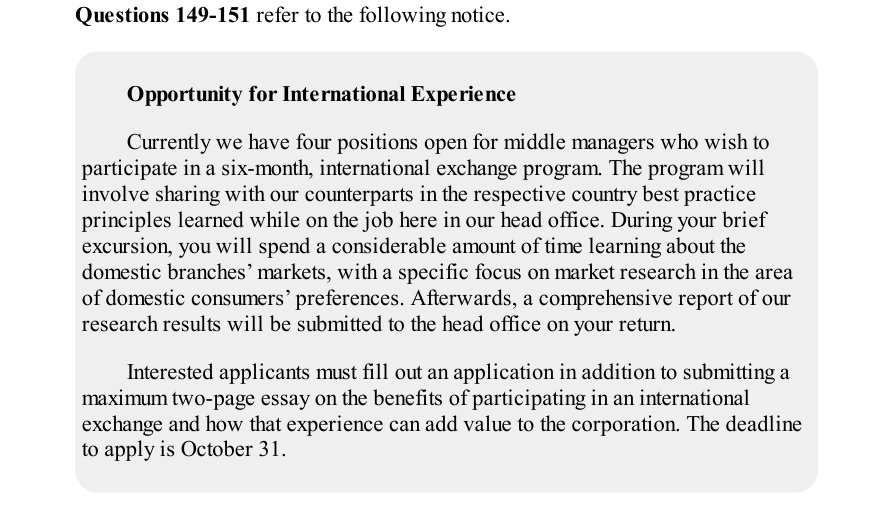 Questions 149-151 refer to the following notice.
Opportunity for International Experience
Currently we have four positions open for middle managers who wish to
participate in a six-month, international exchange program. The program will
involve sharing with our counterparts in the respective country best practice
principles learned while on the job here in our head office. During your brief
excursion, you will spend a considerable amount of time learning about the
domestic branches’ markets, with a specific focus on market research in the area
of domestic consumers’ preferences. Afterwards, a comprehensive report of our
research results will be submitted to the head office on your return.
Interested applicants must fill out an application in addition to submitting a
maximum two-page essay on the benefits of participating in an international
exchange and how that experience can add value to the corporation. The deadline
to apply is October 31.